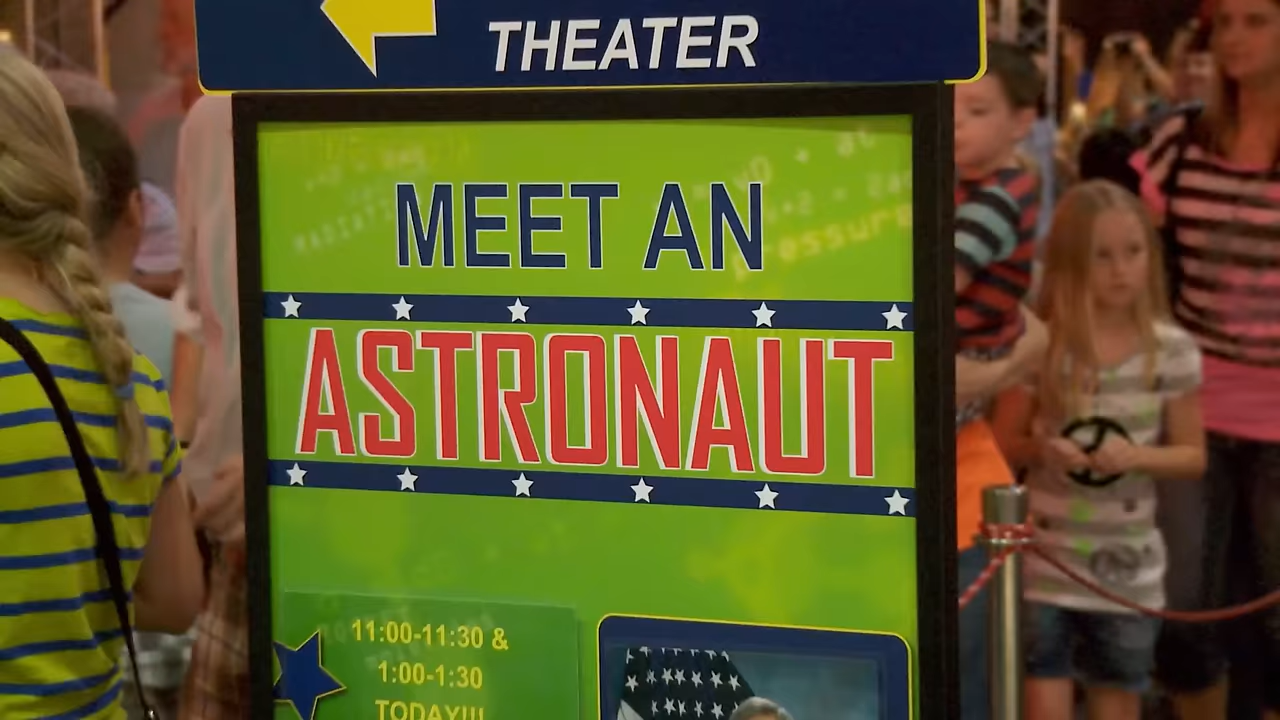 THEATER
MEET AN
ASTRONAUT
11:00-11:30 &
1:00-1:30
TODAY!!!